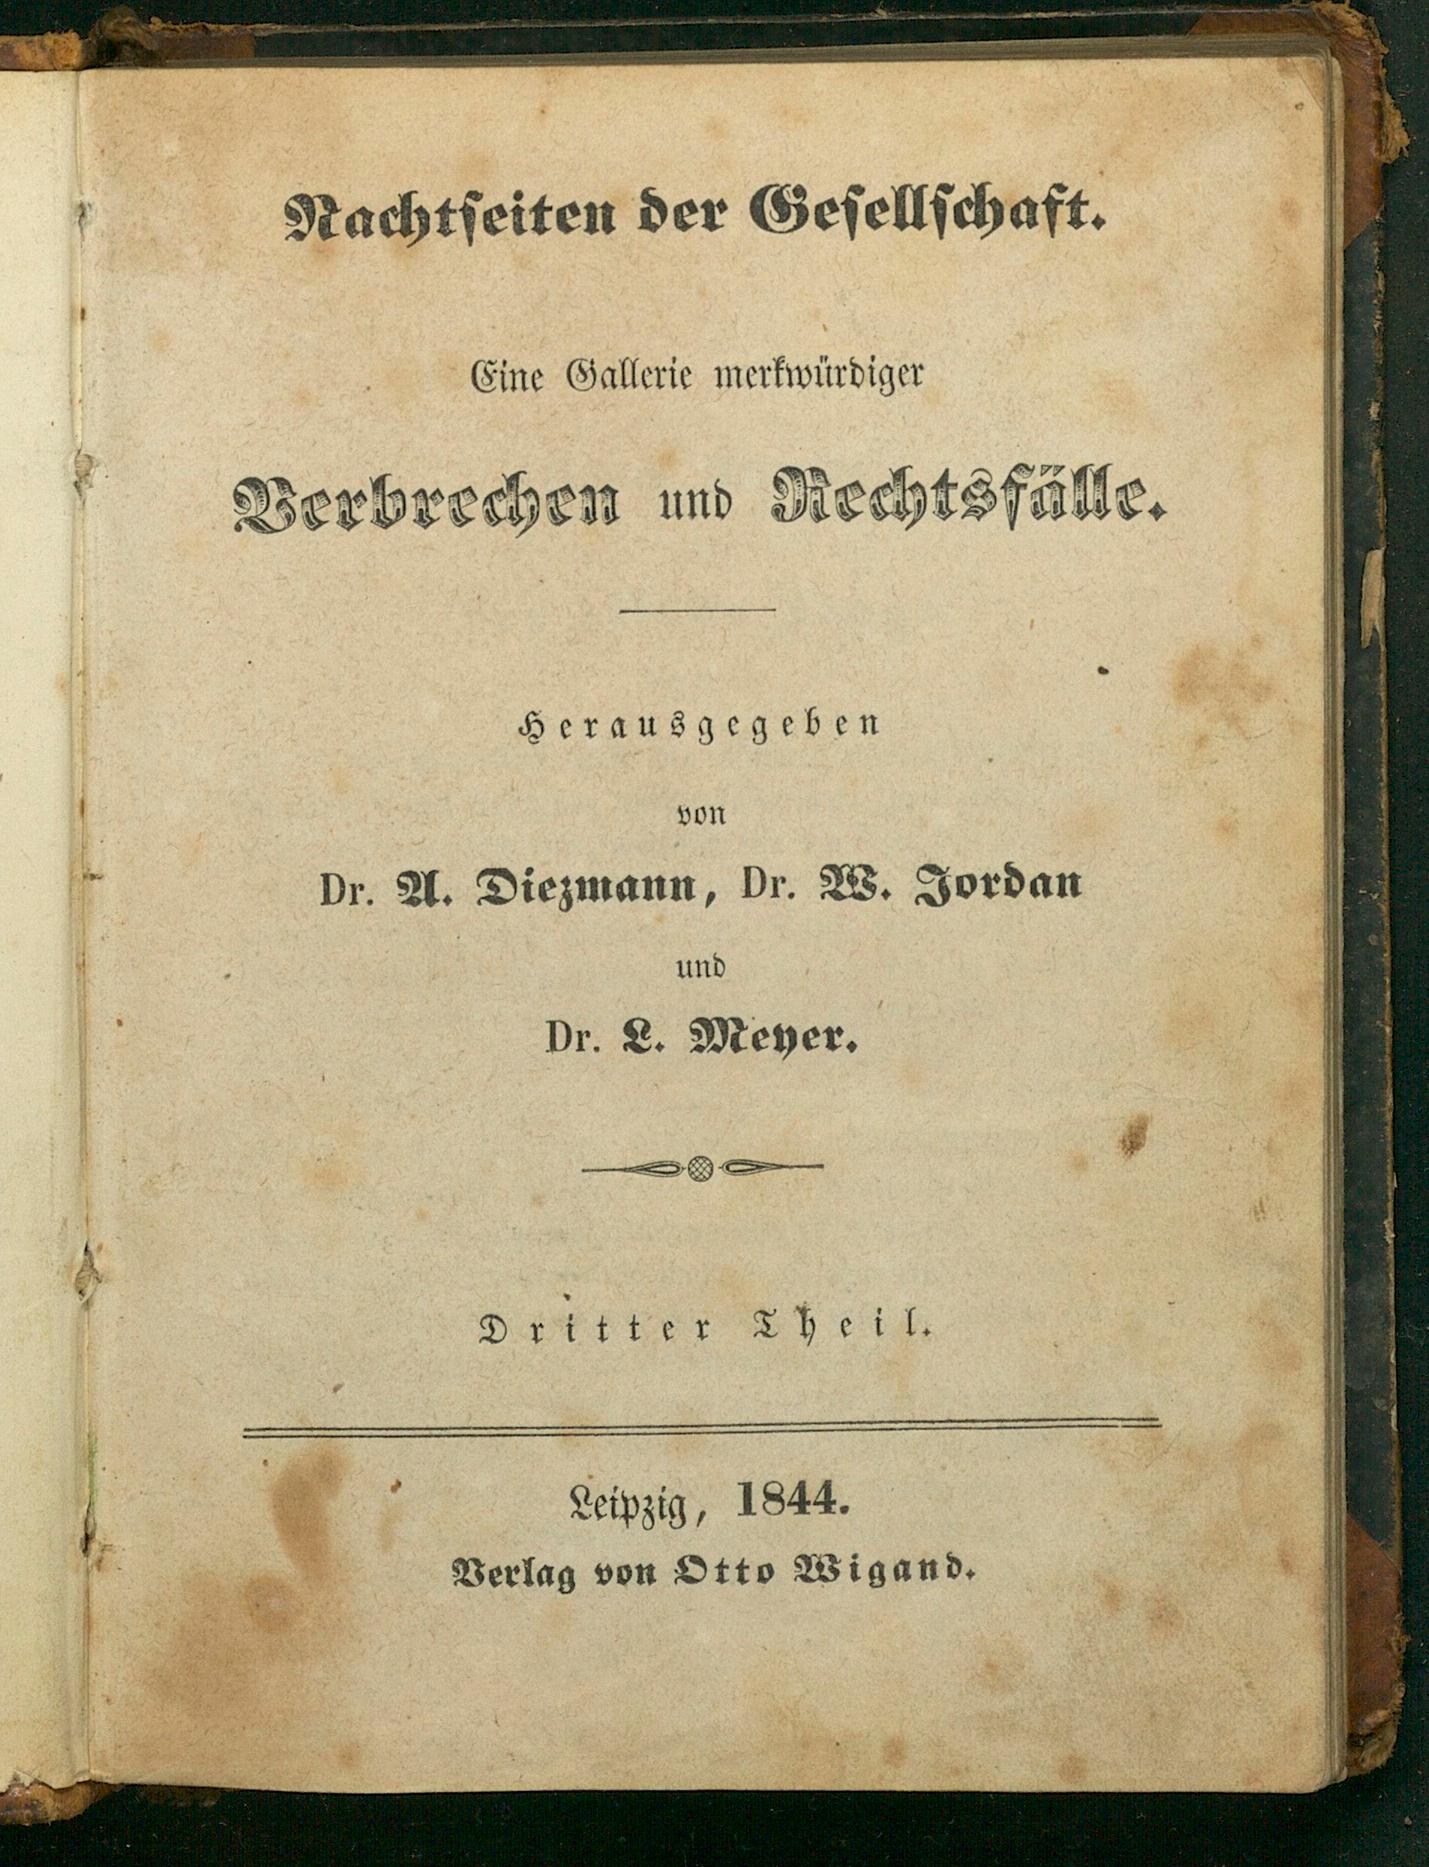 Nachtseiten der Gesellschaft.
Eine Gallerie merkwürdiger
Verbrechen und Rechtsfälle.
Herausgegeben
von
Dr. A. Diezmann, Dr. W. Jordan
und
Dr. L. Meyer.
Dritter Theil.
Leipzig, 1844.
Verlag von Otto Wigand.